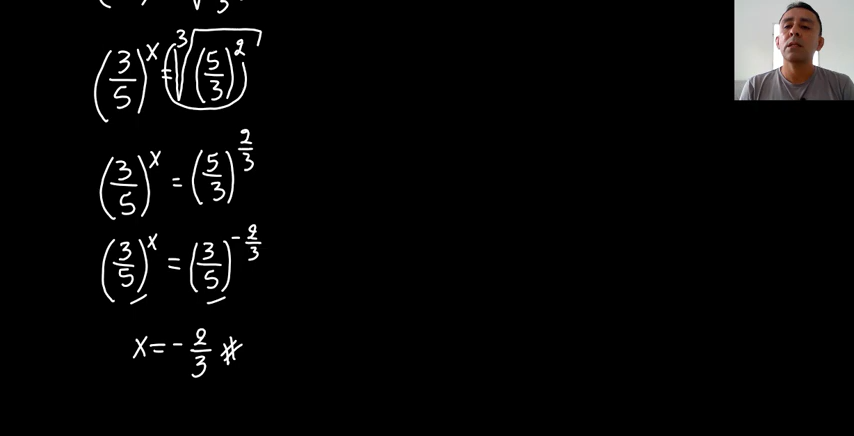 (3/5)^x = ∛((5/3)^2)
(3/5)^x = (5/3)^(2/3)
(3/5)^x = (3/5)^(-2/3)
x = -2/3 #